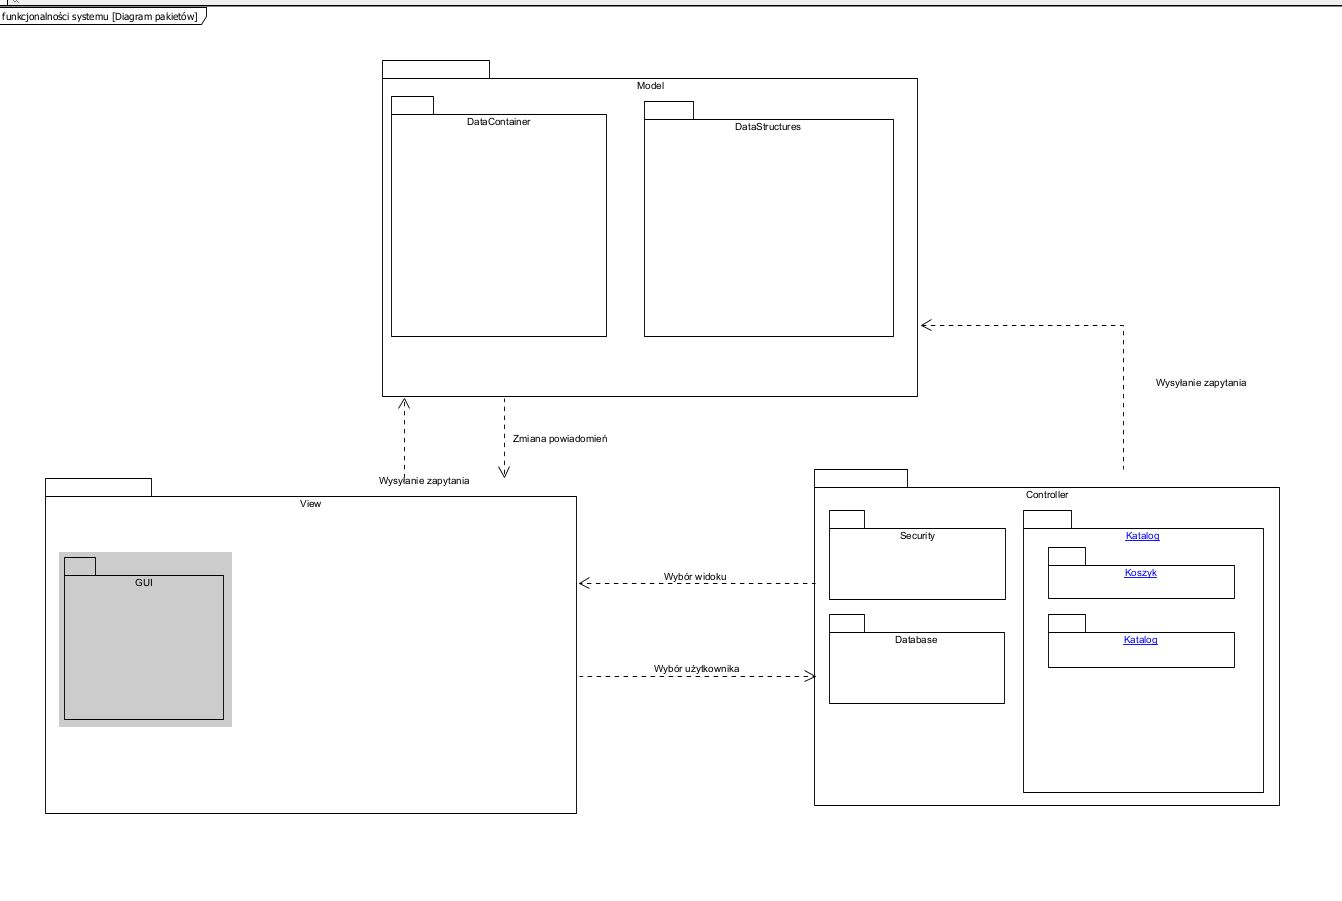 funkcjonalności systemu [Diagram pakietów]
Model
DataContainer
DataStructures
Wysyłanie zapytania
Zmiana powiadomień
Wysyłanie zapytania
View
Controller
Security
Katalog
Koszyk
GUI
Wybór widoku
Database
Katalog
Wybór użytkownika